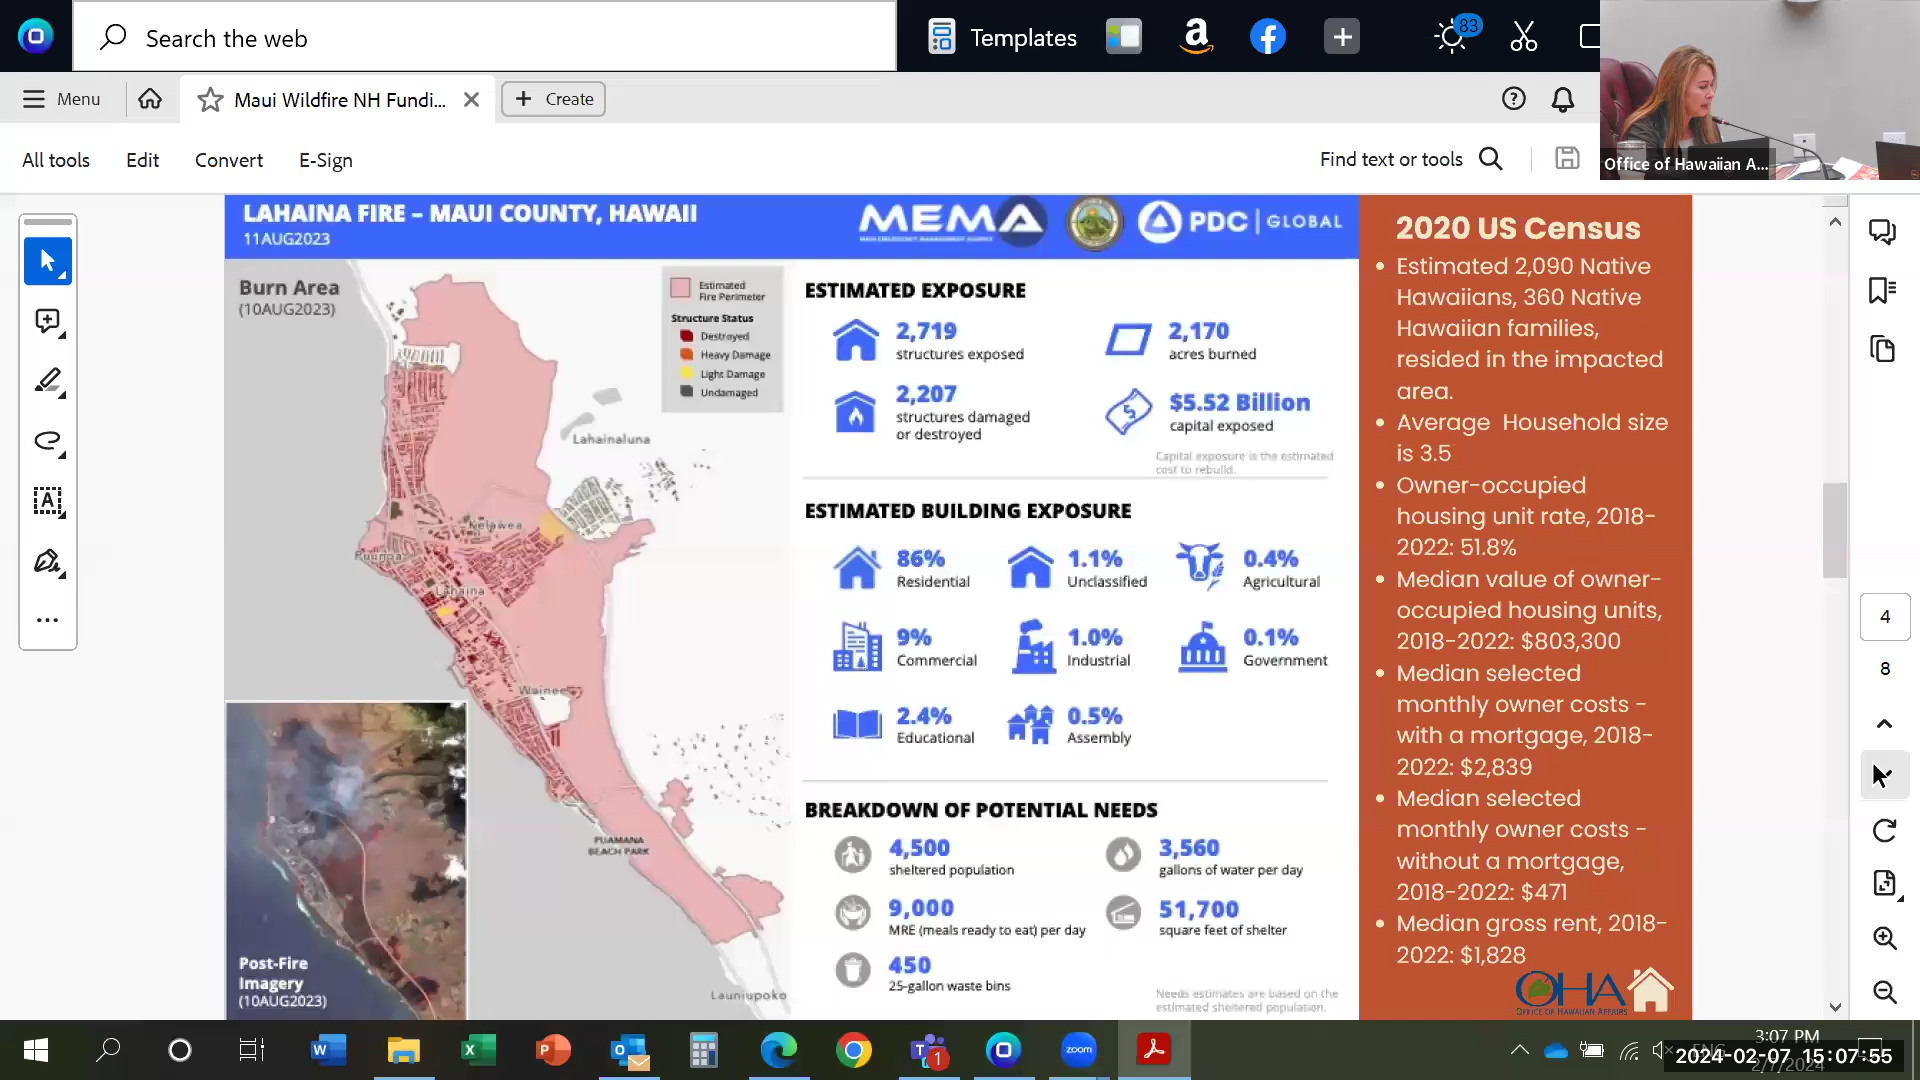 Search the web
Templates
83
Menu
Maui Wildfire NH Fundi...
Create
All tools
Edit
Convert
E-Sign
Find text or tools
Office of Hawaiian A...
LAHAINA FIRE – MAUI COUNTY, HAWAII
11AUG2023
MEMA
PDC | GLOBAL
Burn Area
(10AUG2023)
Estimated
Fire Perimeter
Structure Status
Destroyed
Heavy Damage
Light Damage
Undamaged
Lahainaluna
Kelawea
Puunoa
Lahaina
Wainee
PUAMANA
BEACH PARK
Launiupoko
Post-Fire
Imagery
(10AUG2023)
ESTIMATED EXPOSURE
2,719
structures exposed
2,170
acres burned
2,207
structures damaged
or destroyed
$5.52 Billion
capital exposed
Capital exposure is the estimated
cost to rebuild.
ESTIMATED BUILDING EXPOSURE
86%
Residential
1.1%
Unclassified
0.4%
Agricultural
9%
Commercial
1.0%
Industrial
0.1%
Government
2.4%
Educational
0.5%
Assembly
BREAKDOWN OF POTENTIAL NEEDS
4,500
sheltered population
3,560
gallons of water per day
9,000
MRE (meals ready to eat) per day
51,700
square feet of shelter
450
25-gallon waste bins
Needs estimates are based on the
estimated sheltered population.
2020 US Census
• Estimated 2,090 Native
Hawaiians, 360 Native
Hawaiian families,
resided in the impacted
area.
• Average Household size
is 3.5
• Owner-occupied
housing unit rate, 2018-
2022: 51.8%
• Median value of owner-
occupied housing units,
2018-2022: $803,300
• Median selected
monthly owner costs -
with a mortgage, 2018-
2022: $2,839
• Median selected
monthly owner costs -
without a mortgage,
2018-2022: $471
• Median gross rent, 2018-
2022: $1,828
OHA
OFFICE OF HAWAIIAN AFFAIRS
4
8
zoom
1
3:07 PM
2024-02-07 15:07:55
2/7/2024